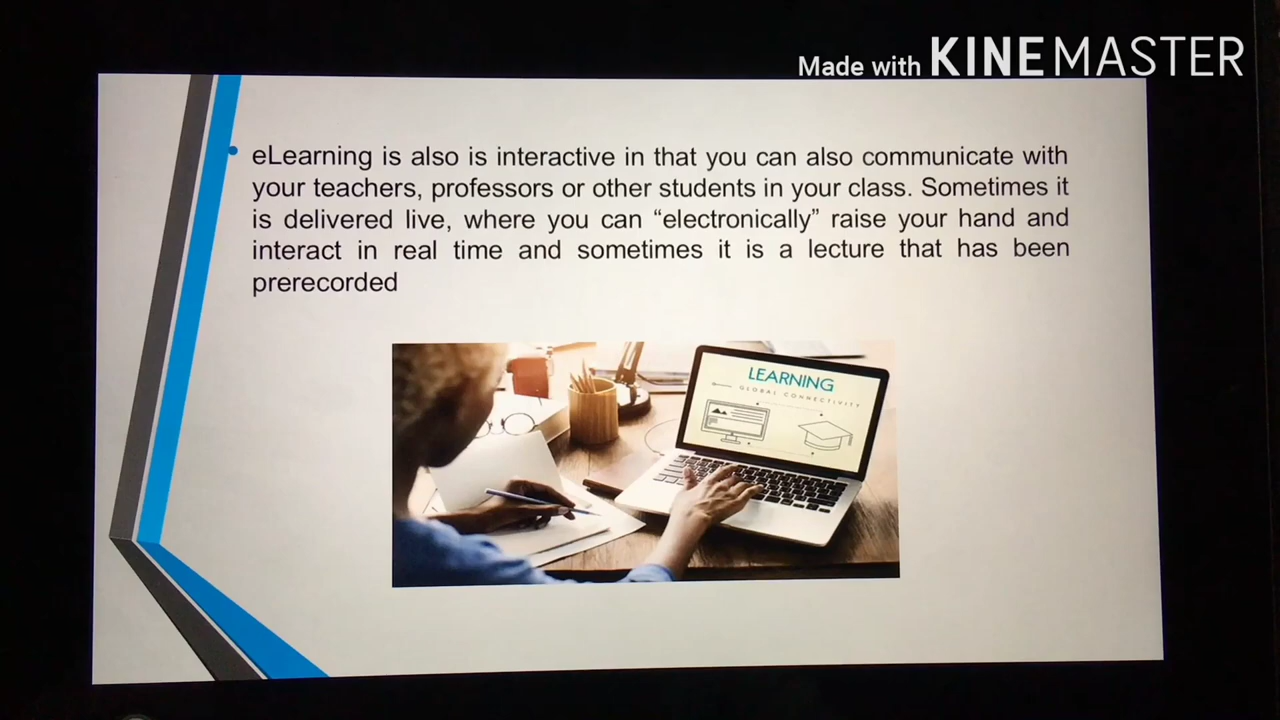 Made with KINEMASTER
• eLearning is also is interactive in that you can also communicate with
your teachers, professors or other students in your class. Sometimes it
is delivered live, where you can “electronically” raise your hand and
interact in real time and sometimes it is a lecture that has been
prerecorded
LEARNING
GLOBAL CONNECTIVITY